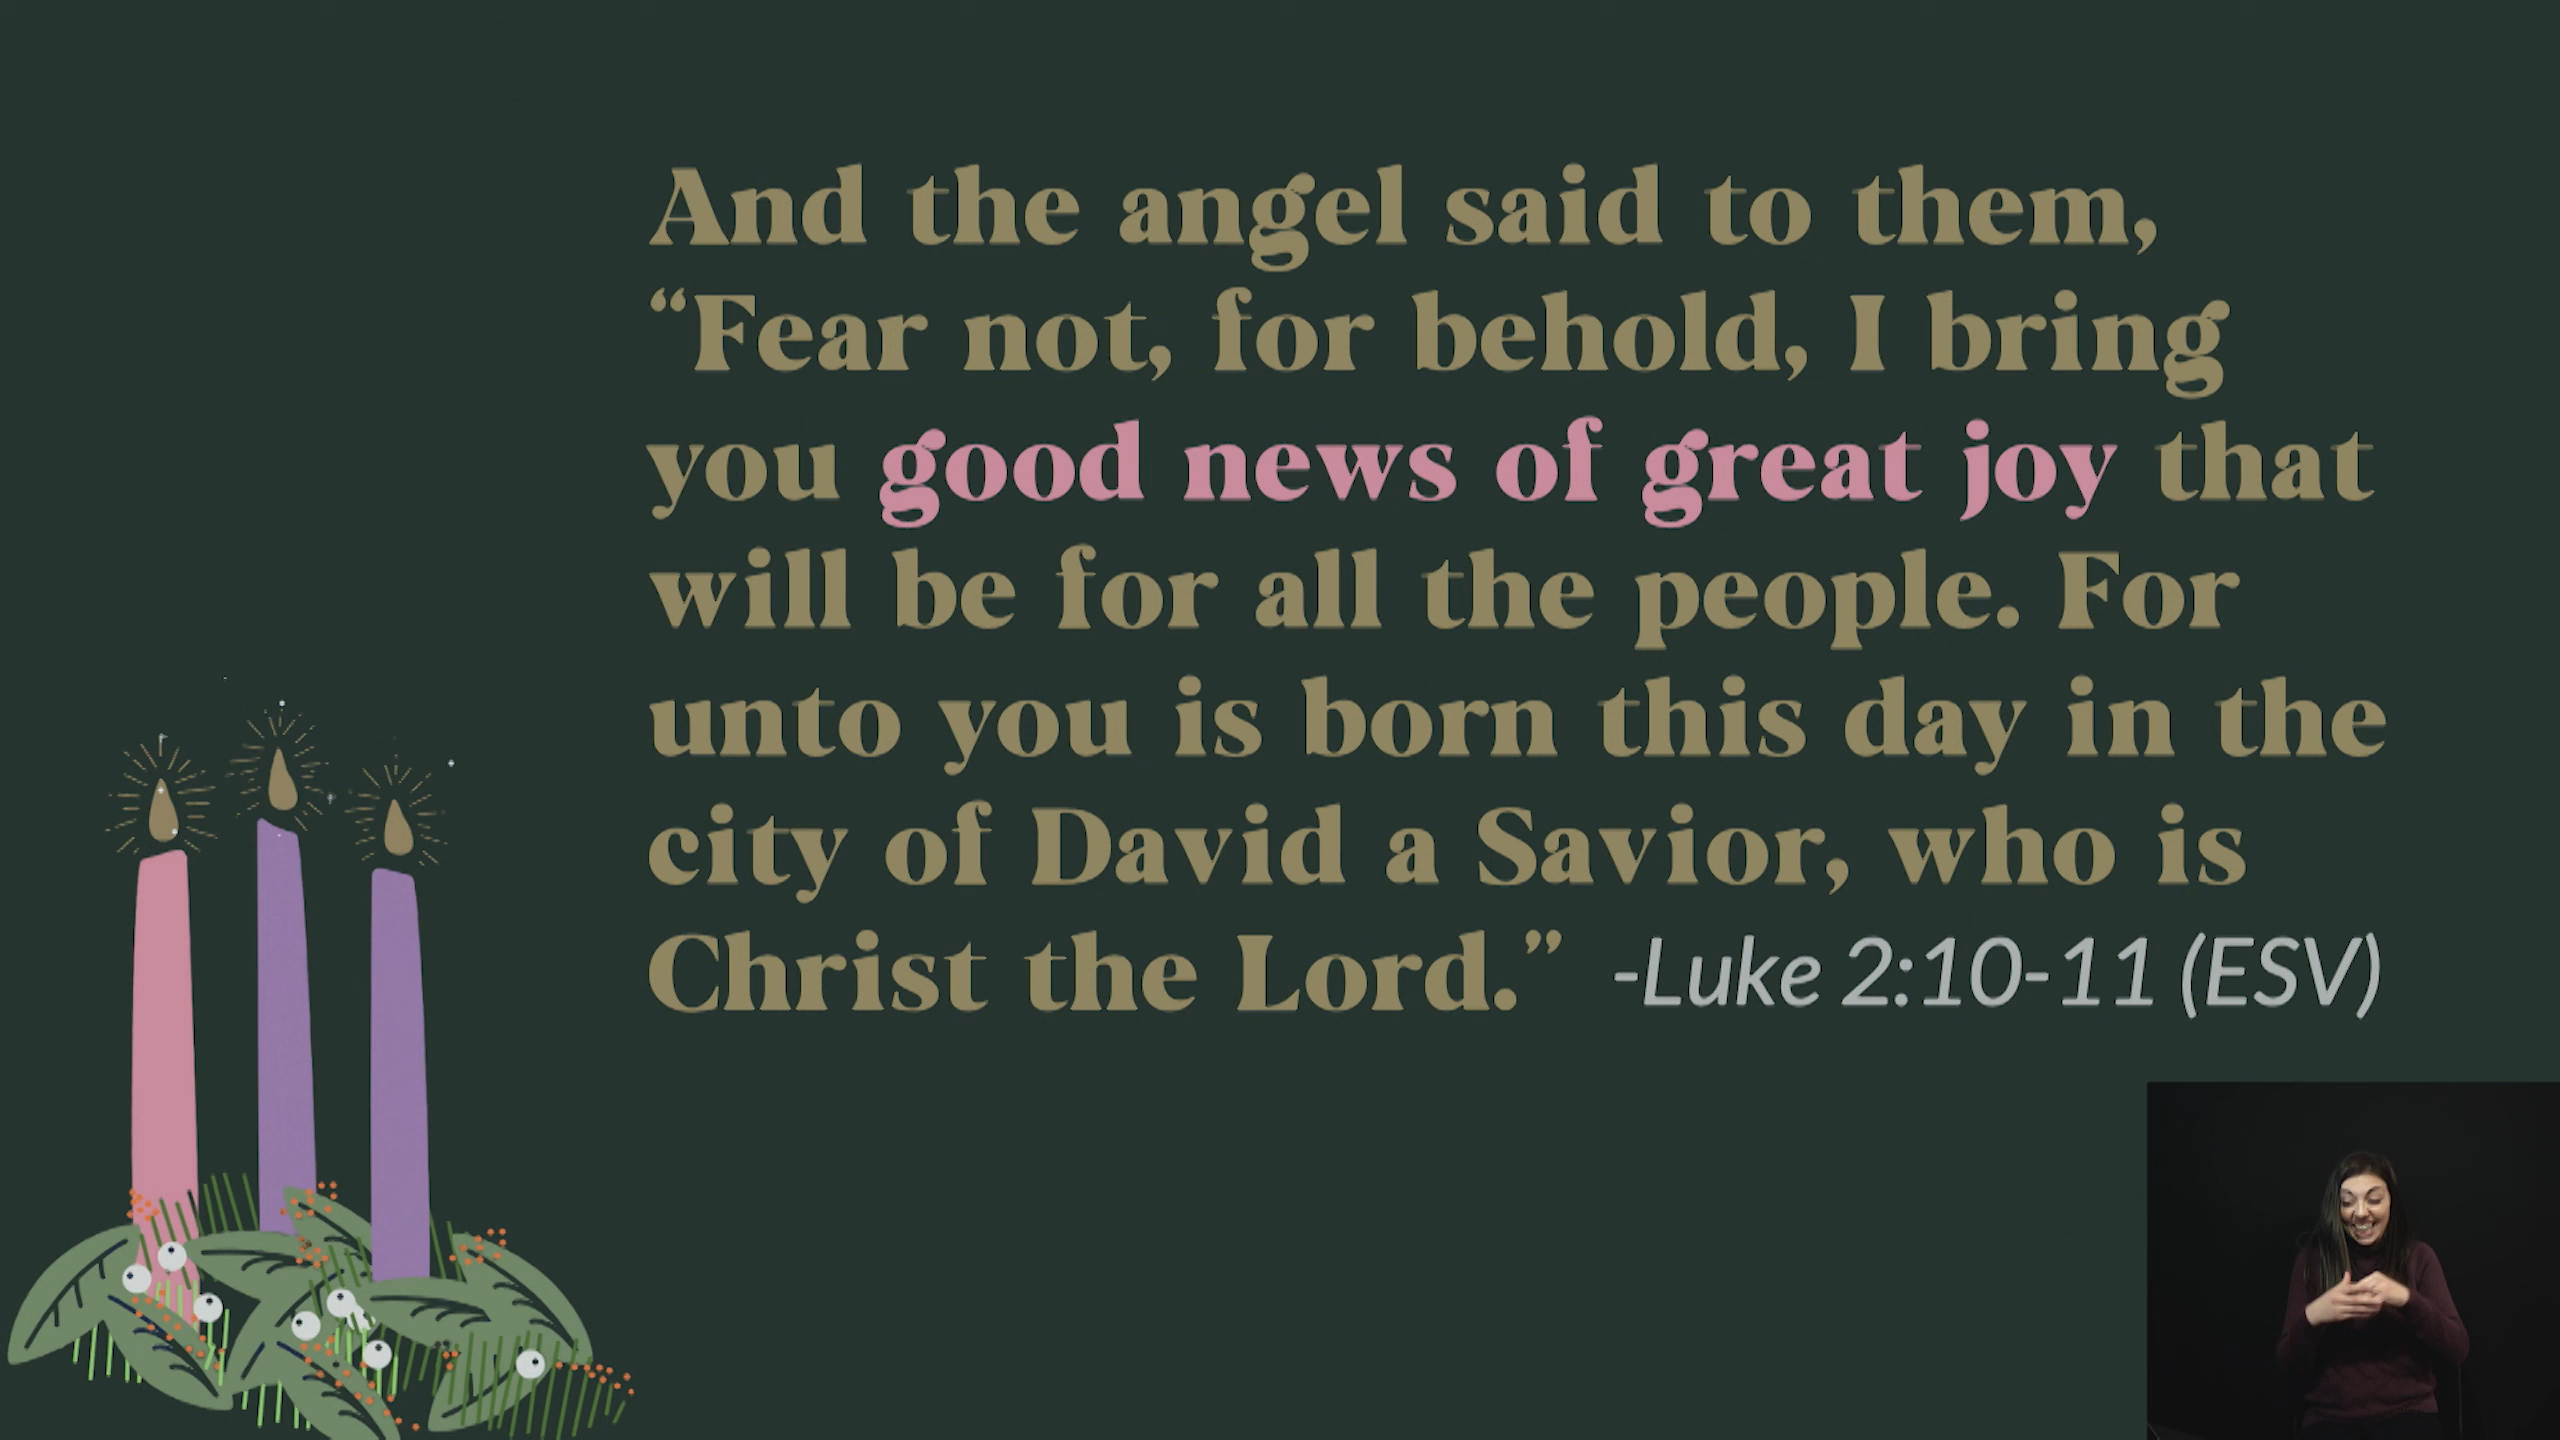 And the angel said to them,
“Fear not, for behold, I bring
you good news of great joy that
will be for all the people. For
unto you is born this day in the
city of David a Savior, who is
Christ the Lord.” -Luke 2:10-11 (ESV)